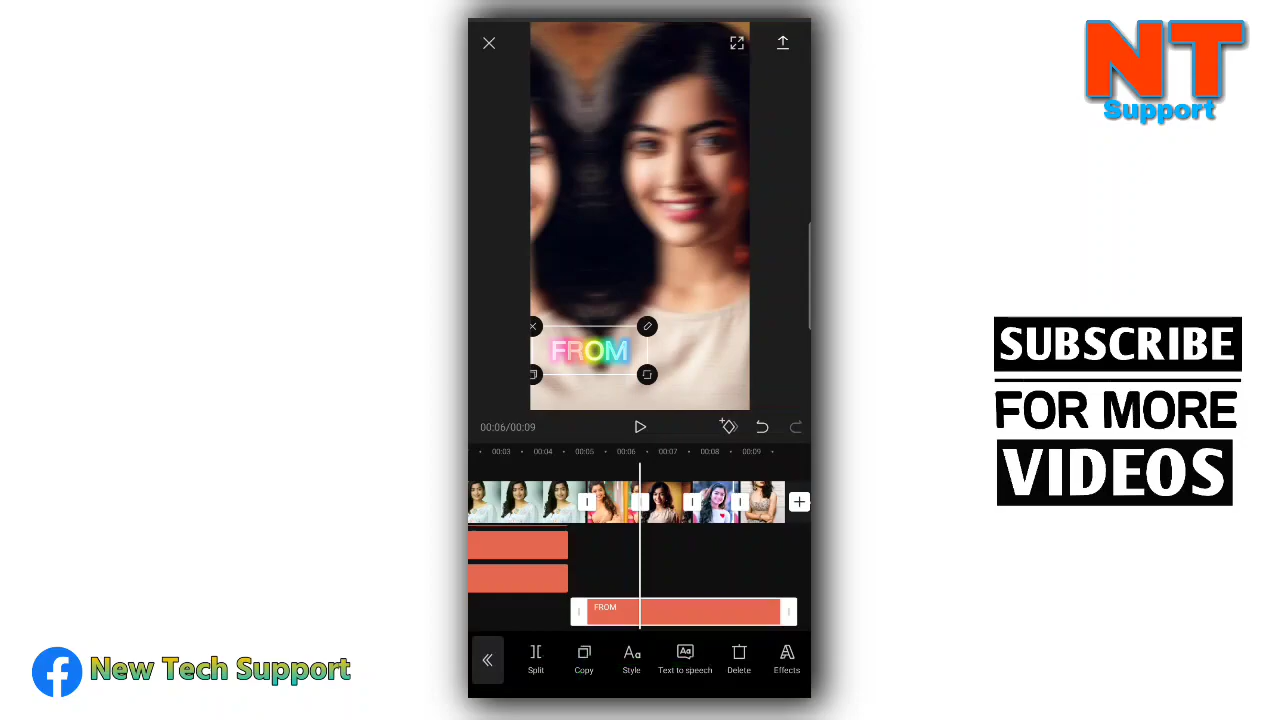 NT
Support
FROM
00:06/00:09
00:03 00:04 00:05 00:06 00:07 00:08 00:09
FROM
Split Copy Style Text to speech Delete Effects
SUBSCRIBE
FOR MORE
VIDEOS
New Tech Support